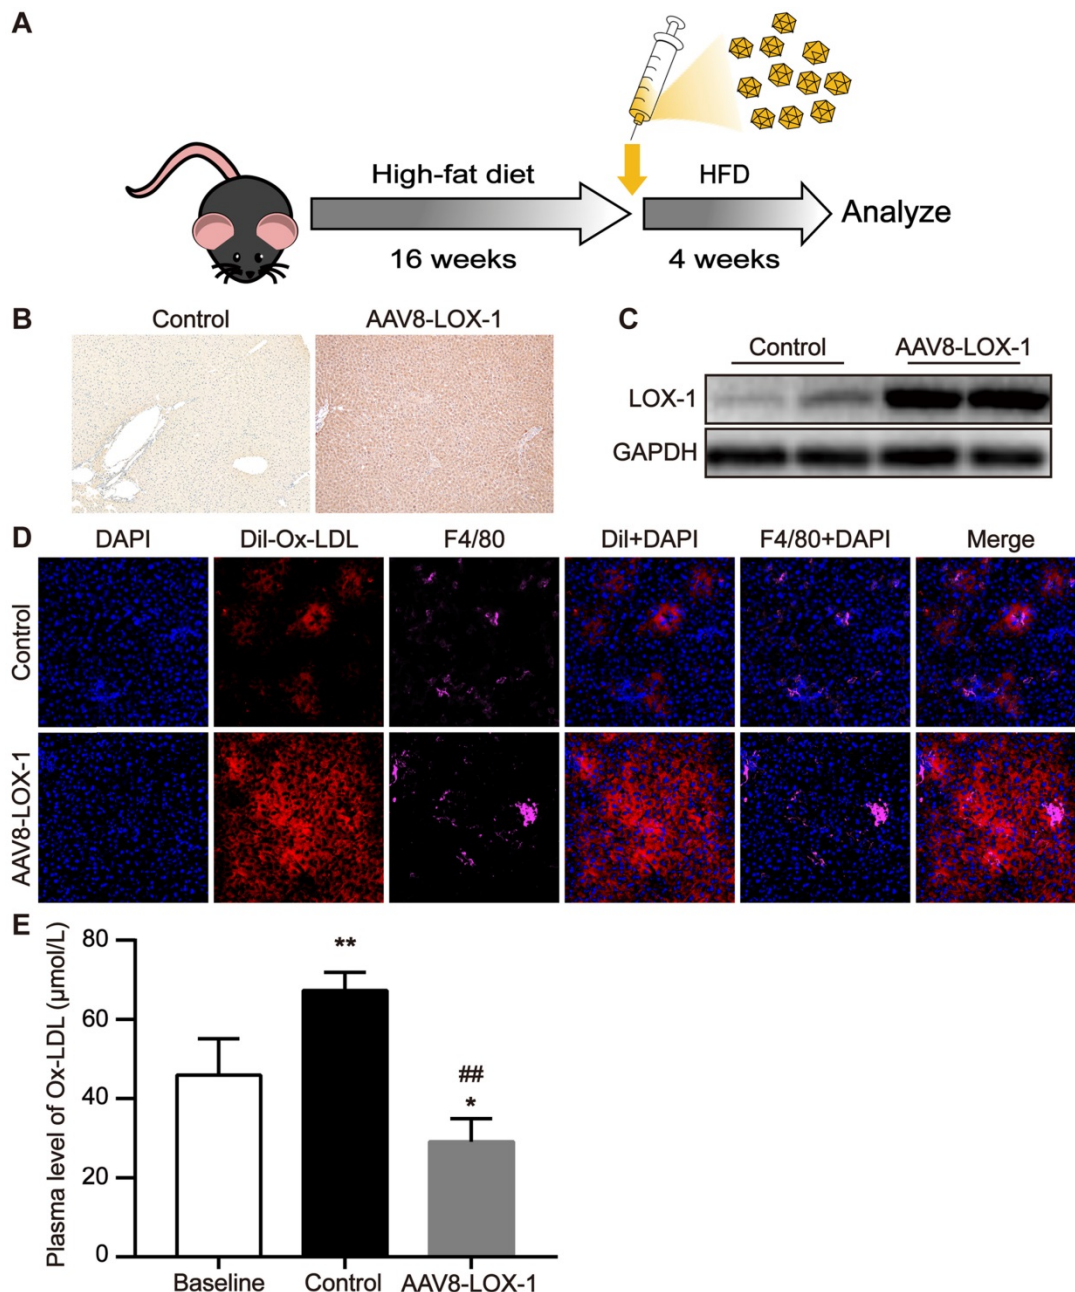 A
High-fat diet
HFD
Analyze
16 weeks
4 weeks
B
Control
AAV8-LOX-1
C
Control
AAV8-LOX-1
LOX-1
GAPDH
D
DAPI
Dil-Ox-LDL
F4/80
Dil+DAPI
F4/80+DAPI
Merge
Control
AAV8-LOX-1
E
Plasma level of Ox-LDL (μmol/L)
80
60
40
20
0
**
##
*
Baseline
Control
AAV8-LOX-1